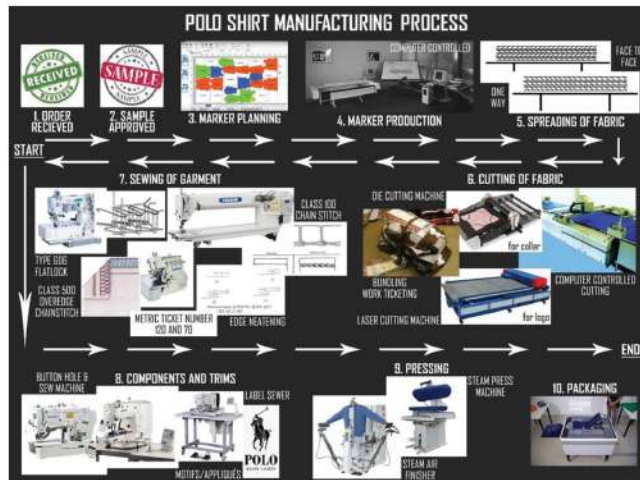 POLO SHIRT MANUFACTURING PROCESS
RECEIVED
SAMPLE
COMPUTER CONTROLLED
FACE TO
FACE
ONE
WAY
1. ORDER
RECIEVED
2. SAMPLE
APPROVED
3. MARKER PLANNING
4. MARKER PRODUCTION
5. SPREADING OF FABRIC
START
7. SEWING OF GARMENT
6. CUTTING OF FABRIC
CLASS 100
CHAIN STITCH
DIE CUTTING MACHINE
for collar
TYPE 606
FLATLOCK
CLASS 500
OVEREDGE
CHAINSTITCH
METRIC TICKET NUMBER
120 AND 70
EDGE NEATENING
BUNDLING
WORK TICKETING
COMPUTER CONTROLLED
CUTTING
LASER CUTTING MACHINE
for logo
END
BUTTON HOLE &
SEW MACHINE
8. COMPONENTS AND TRIMS
LABEL SEWER
9. PRESSING
STEAM PRESS
MACHINE
10. PACKAGING
POLO
MOTIFS/APPLIQUÉS
STEAM AIR
FINISHER